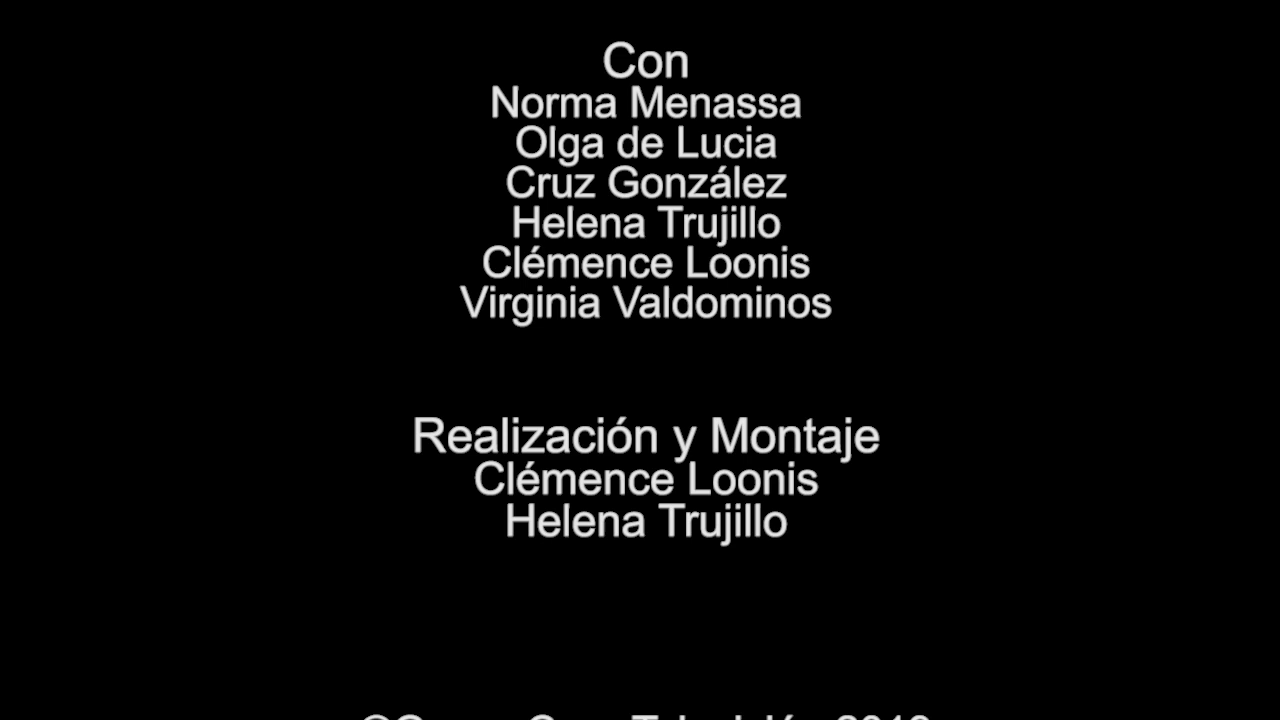 Con
Norma Menassa
Olga de Lucia
Cruz González
Helena Trujillo
Clémence Loonis
Virginia Valdominos
Realización y Montaje
Clémence Loonis
Helena Trujillo